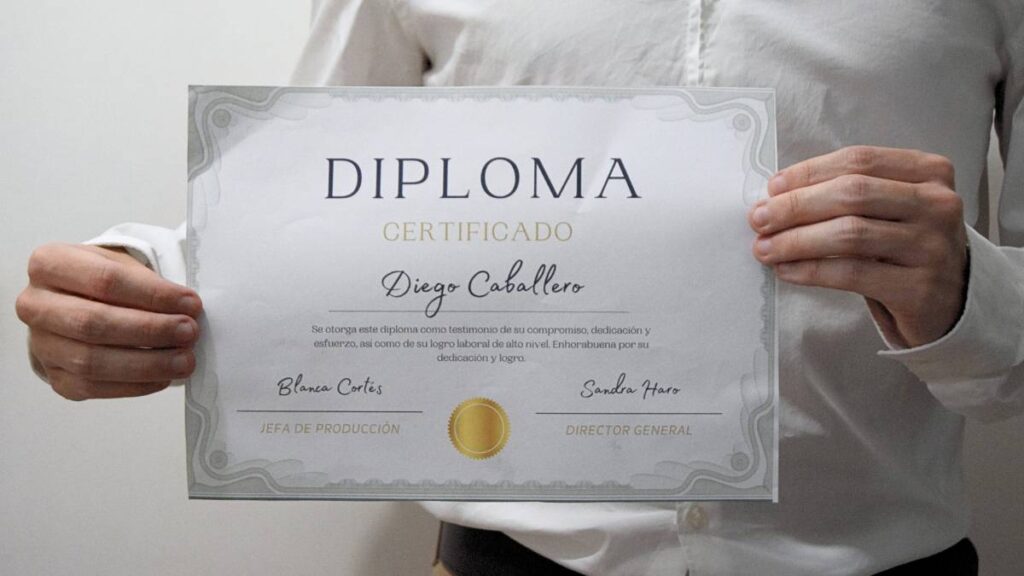 DIPLOMA
CERTIFICADO
Diego Caballero
Se otorga este diploma como testimonio de su compromiso, dedicación y
esfuerzo, asi como de su logro laboral de alto nivel. Enhorabuena por su
dedicación y logro.
Blanca Cortés
Sandra Haro
JEFA DE PRODUCCIÓN
DIRECTOR GENERAL